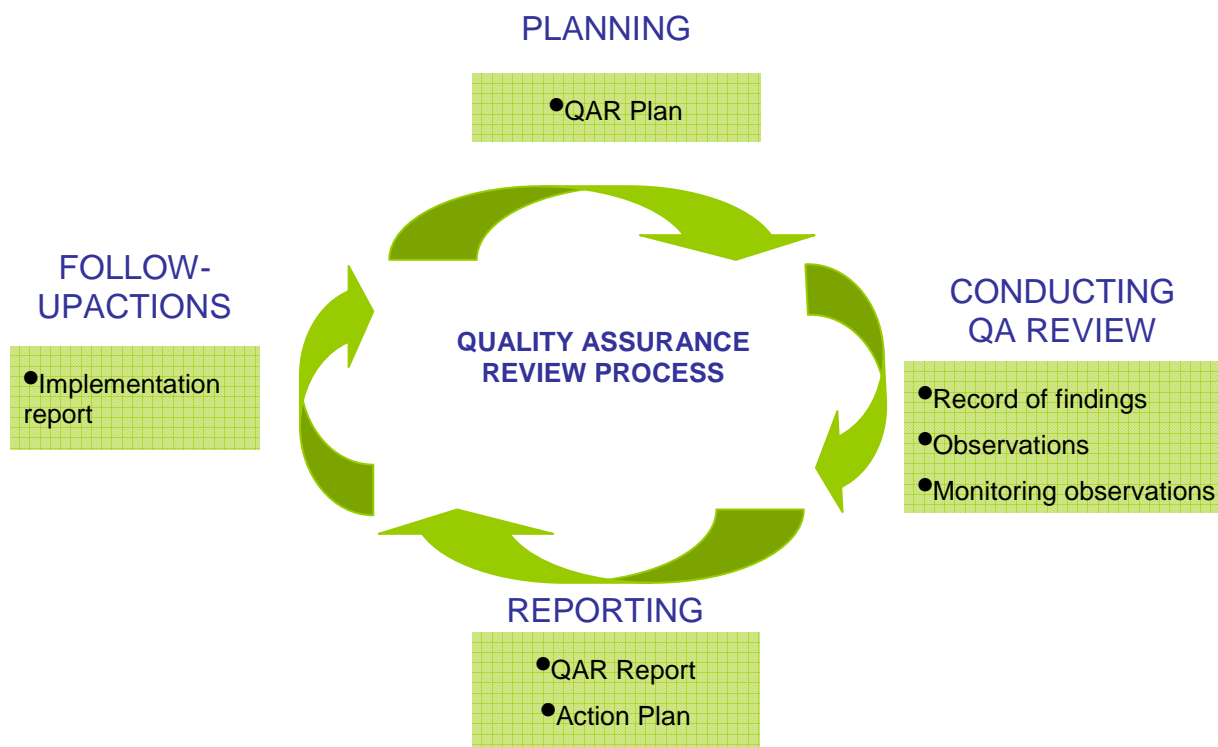 PLANNING
•QAR Plan
FOLLOW-
UPACTIONS
•Implementation
report
QUALITY ASSURANCE
REVIEW PROCESS
CONDUCTING
QA REVIEW
•Record of findings
•Observations
•Monitoring observations
REPORTING
•QAR Report
•Action Plan